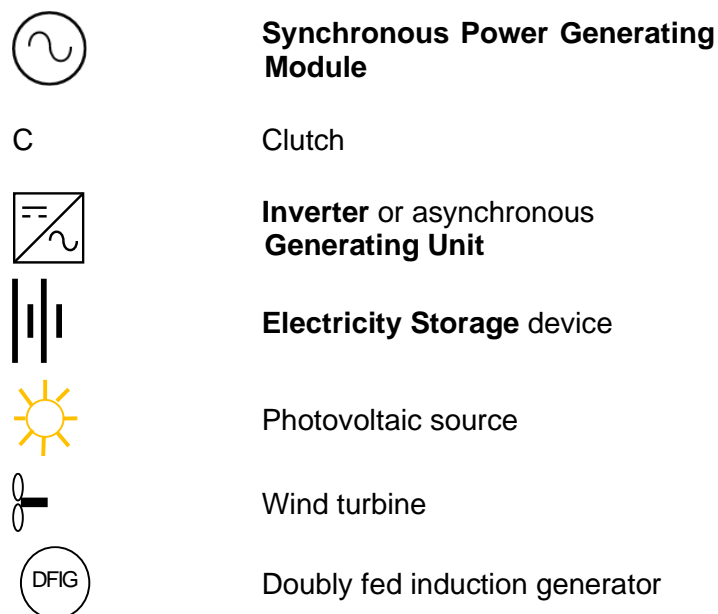 Synchronous Power Generating
Module
C Clutch
Inverter or asynchronous
Generating Unit
Electricity Storage device
Photovoltaic source
Wind turbine
DFIG Doubly fed induction generator